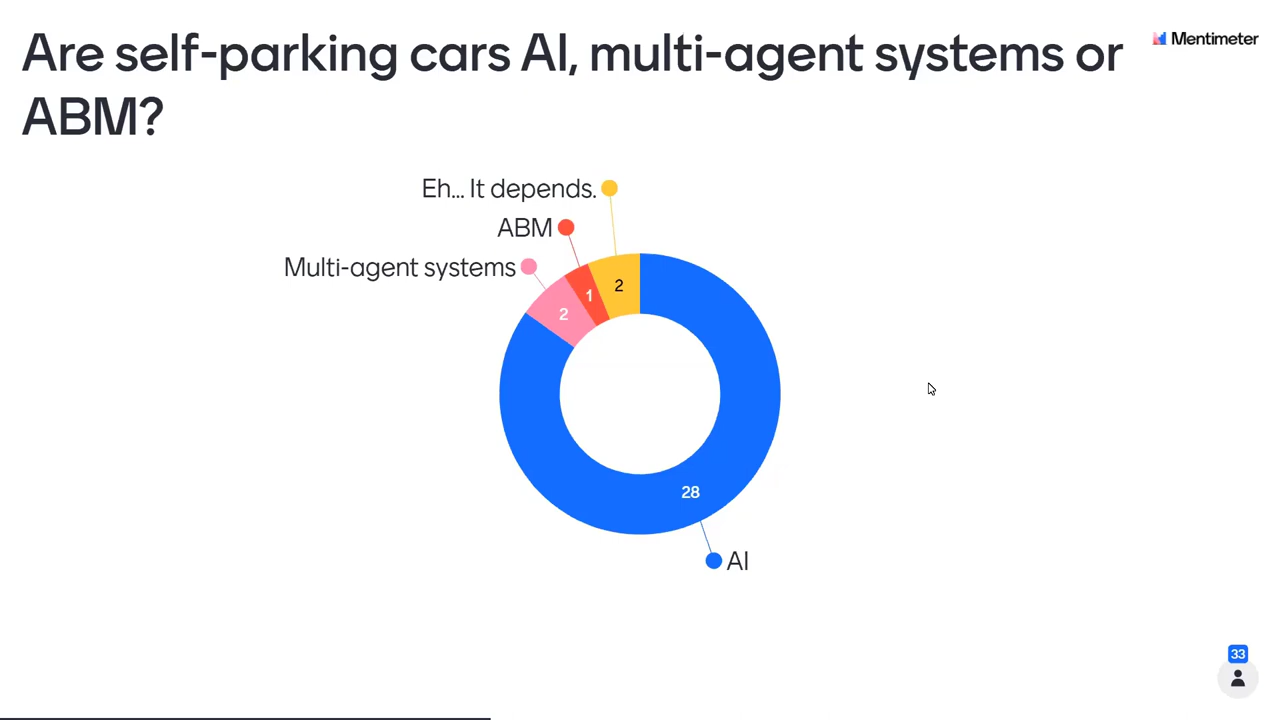 Are self-parking cars AI, multi-agent systems or
ABM?
Mentimeter
Eh... It depends.
ABM
Multi-agent systems
2
1
2
28
AI
33